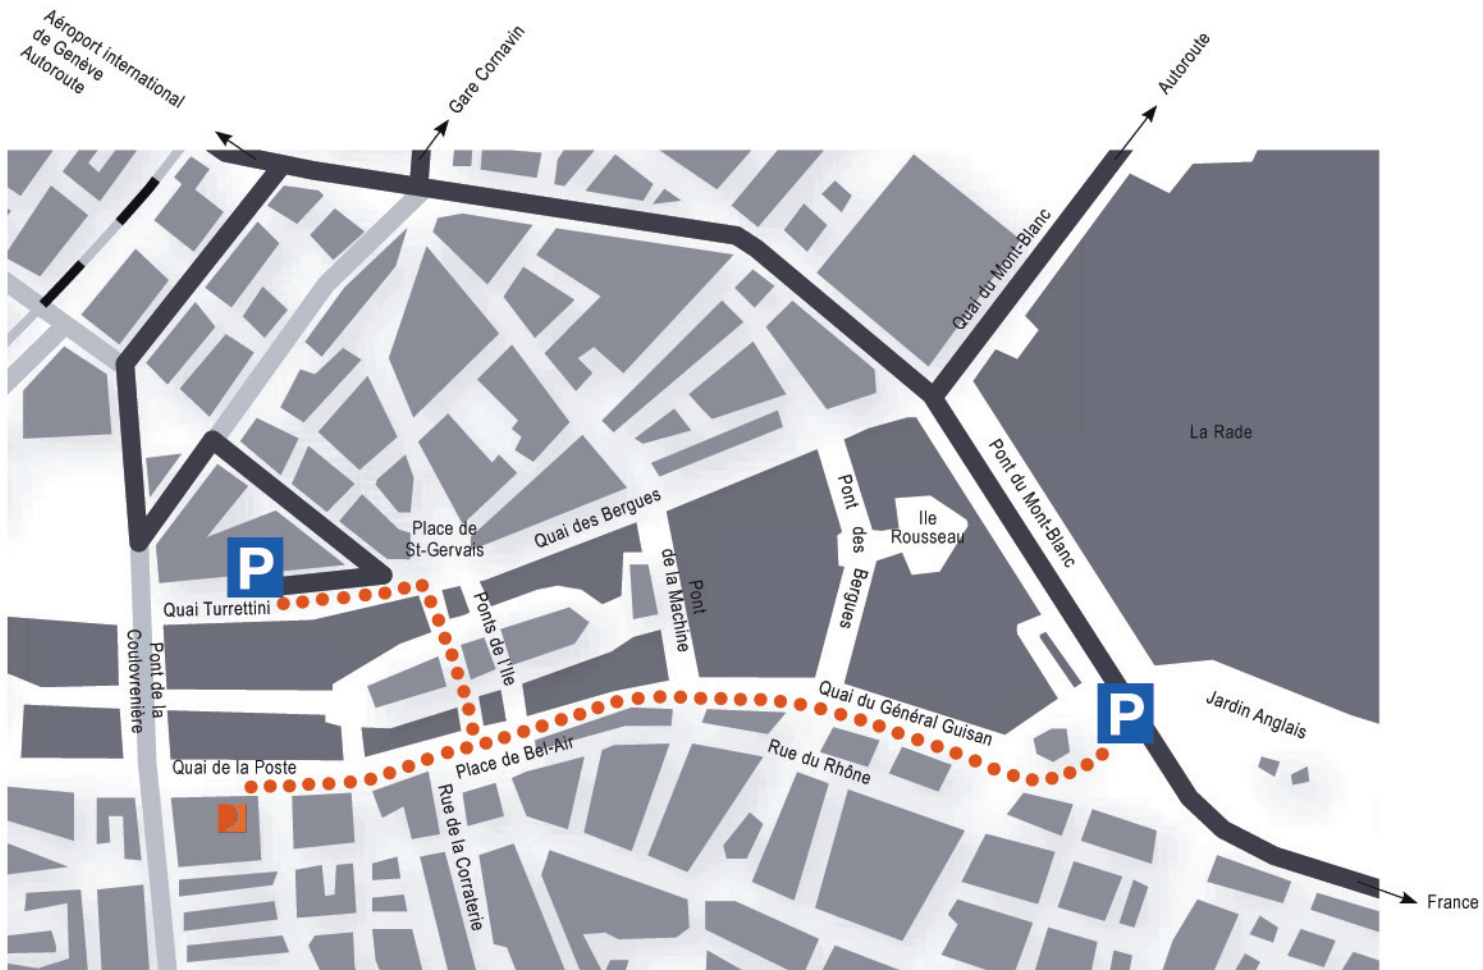 Aéroport international
de Genève
Autoroute
Gare Cornavin
Autoroute
Quai du Mont-Blanc
La Rade
Pont du Mont-Blanc
Ile
Rousseau
Pont des Bergues
Quai des Bergues
Place de
St-Gervais
P
Quai Turrettini
Ponts de l'Ile
Pont
de la Machine
Pont de la
Coulovrenière
Quai du Général Guisan
P
Jardin Anglais
Rue du Rhône
Place de Bel-Air
Quai de la Poste
Rue de la Corraterie
France